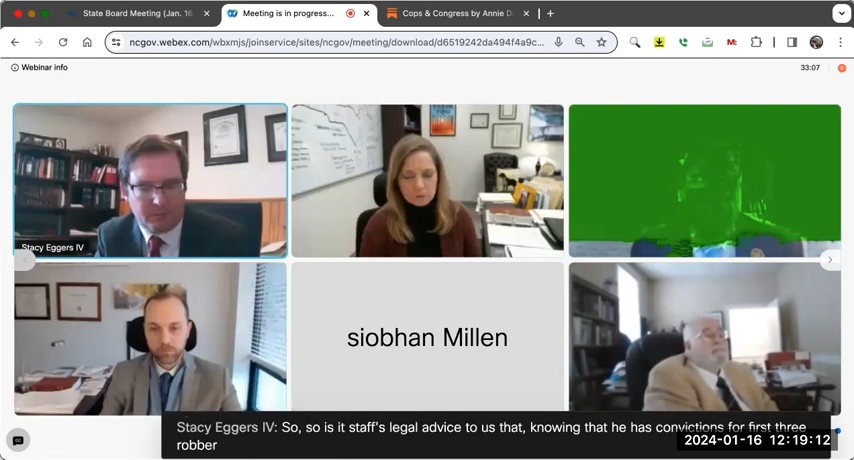 State Board Meeting (Jan. 16
Meeting is in progress...
Cops & Congress by Annie D
ncgov.webex.com/wbxmjs/joinservice/sites/ncgov/meeting/download/d6519242da494f4a9c...
Webinar info
33:07
Stacy Eggers IV
siobhan Millen
Stacy Eggers IV: So, so is it staff's legal advice to us that, knowing that he has convictions for first three
robber
2024-01-16 12:19:12